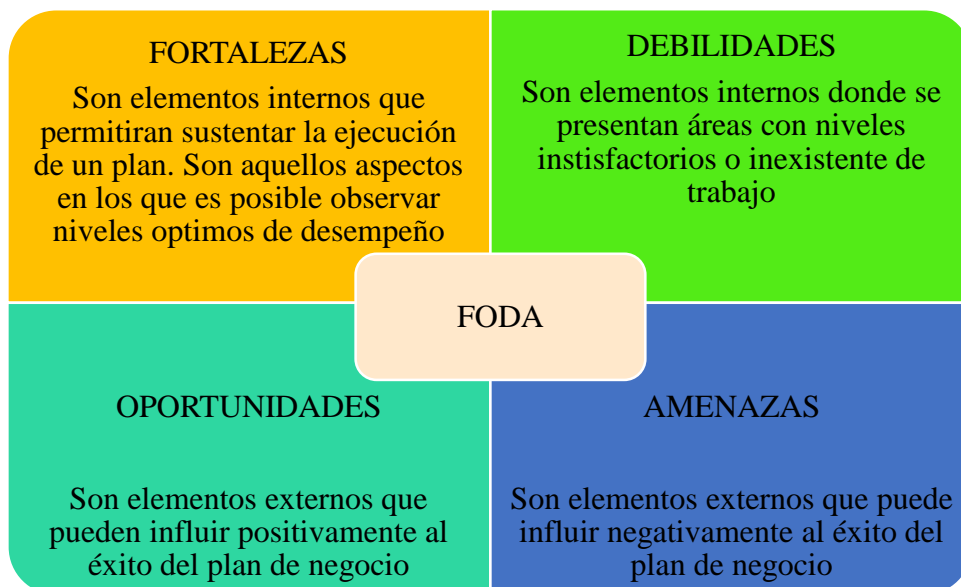 FORTALEZAS
Son elementos internos que
permitiran sustentar la ejecución
de un plan. Son aquellos aspectos
en los que es posible observar
niveles optimos de desempeño
DEBILIDADES
Son elementos internos donde se
presentan áreas con niveles
instisfactorios o inexistente de
trabajo
FODA
OPORTUNIDADES
Son elementos externos que
pueden influir positivamente al
éxito del plan de negocio
AMENAZAS
Son elementos externos que puede
influir negativamente al éxito del
plan de negocio